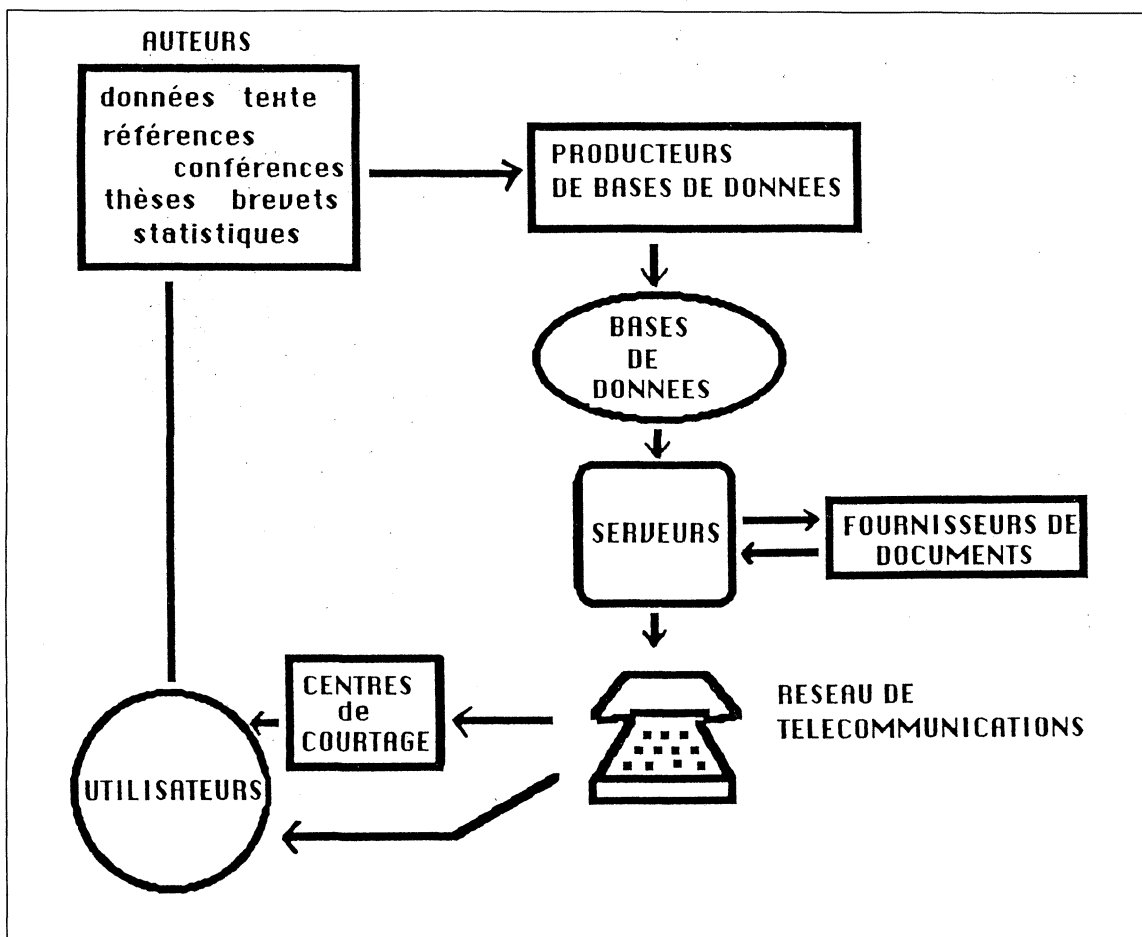 AUTEURS
données texte
références
conférences
thèses brevets
statistiques
PRODUCTEURS
DE BASES DE DONNEES
BASES
DE
DONNEES
SERVEURS
FOURNISSEURS DE
DOCUMENTS
RESEAU DE
TELECOMMUNICATIONS
CENTRES
de
COURTAGE
UTILISATEURS